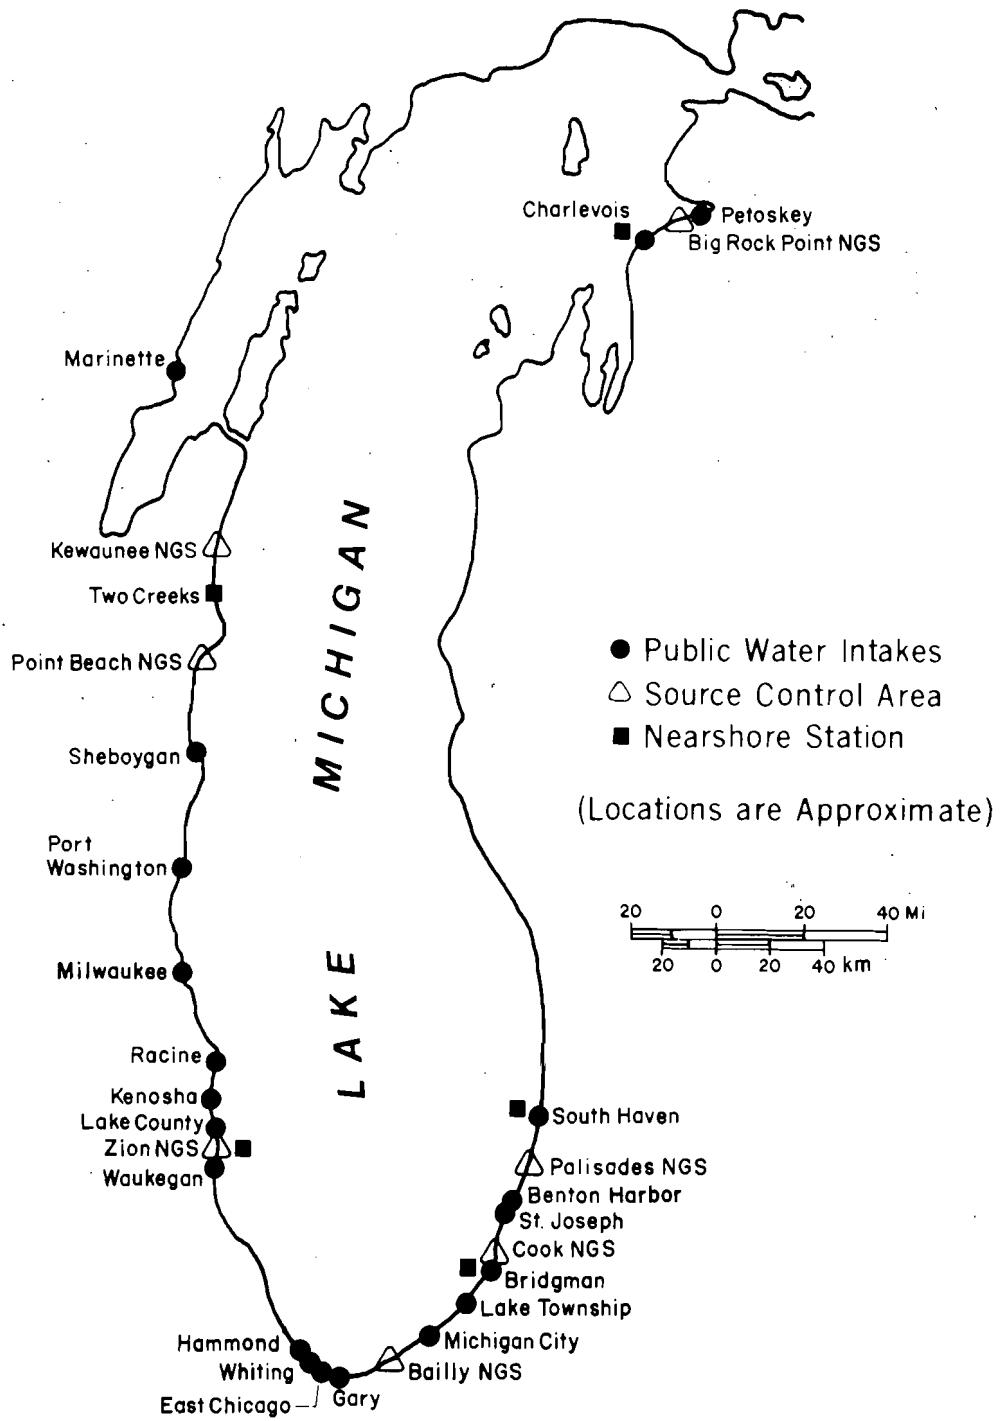 Charlevois
Petoskey
Big Rock Point NGS
Marinette
Kewaunee NGS
Two Creeks
Point Beach NGS
Sheboygan
Port
Washington
Milwaukee
Racine
Kenosha
Lake County
Zion NGS
Waukegan
LAKE MICHIGAN
Public Water Intakes
Source Control Area
Nearshore Station
(Locations are Approximate)
20 0 20 40 Mi
20 0 20 40 km
South Haven
Palisades NGS
Benton Harbor
St. Joseph
Cook NGS
Bridgman
Lake Township
Michigan City
Bailly NGS
Hammond
Whiting
East Chicago
Gary